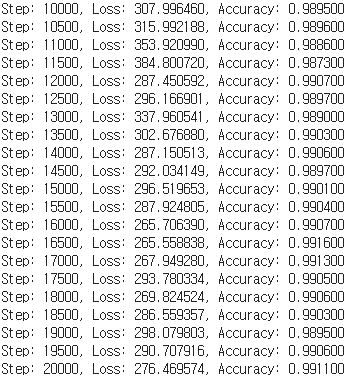 Step: 10000, Loss: 307.996460, Accuracy: 0.989500
Step: 10500, Loss: 315.992188, Accuracy: 0.989600
Step: 11000, Loss: 353.920990, Accuracy: 0.988600
Step: 11500, Loss: 384.800720, Accuracy: 0.987300
Step: 12000, Loss: 287.450592, Accuracy: 0.990700
Step: 12500, Loss: 296.166901, Accuracy: 0.989700
Step: 13000, Loss: 337.960541, Accuracy: 0.989000
Step: 13500, Loss: 302.676880, Accuracy: 0.990300
Step: 14000, Loss: 287.150513, Accuracy: 0.990600
Step: 14500, Loss: 292.034149, Accuracy: 0.989700
Step: 15000, Loss: 296.519653, Accuracy: 0.990100
Step: 15500, Loss: 287.924805, Accuracy: 0.990400
Step: 16000, Loss: 265.706390, Accuracy: 0.990700
Step: 16500, Loss: 265.558838, Accuracy: 0.991600
Step: 17000, Loss: 267.949280, Accuracy: 0.991300
Step: 17500, Loss: 293.780334, Accuracy: 0.990500
Step: 18000, Loss: 269.824524, Accuracy: 0.990600
Step: 18500, Loss: 286.559357, Accuracy: 0.990300
Step: 19000, Loss: 298.079803, Accuracy: 0.989500
Step: 19500, Loss: 290.707916, Accuracy: 0.990600
Step: 20000, Loss: 276.469574, Accuracy: 0.991100